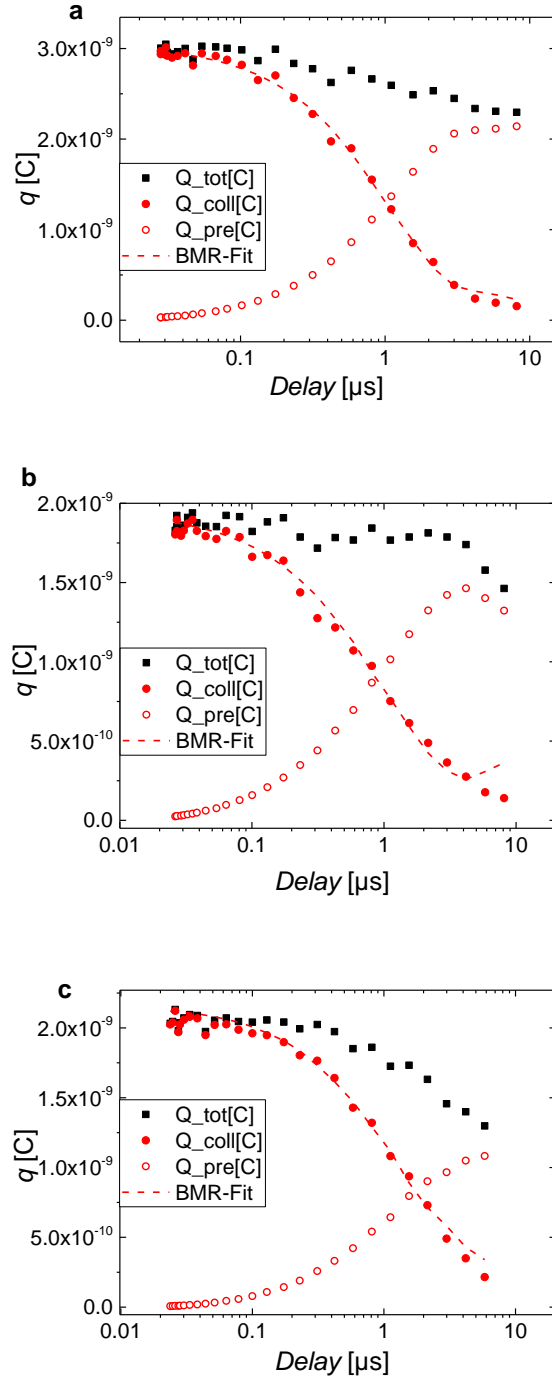 a
3.0x10⁻⁹
2.0x10⁻⁹
1.0x10⁻⁹
0.0
q [C]
Q_tot[C]
Q_coll[C]
Q_pre[C]
BMR-Fit
0.1 1 10
Delay [µs]
b
2.0x10⁻⁹
1.5x10⁻⁹
1.0x10⁻⁹
5.0x10⁻¹⁰
0.0
q [C]
Q_tot[C]
Q_coll[C]
Q_pre[C]
BMR-Fit
0.01 0.1 1 10
Delay [µs]
c
2.0x10⁻⁹
1.5x10⁻⁹
1.0x10⁻⁹
5.0x10⁻¹⁰
0.0
q [C]
Q_tot[C]
Q_coll[C]
Q_pre[C]
BMR-Fit
0.01 0.1 1 10
Delay [µs]